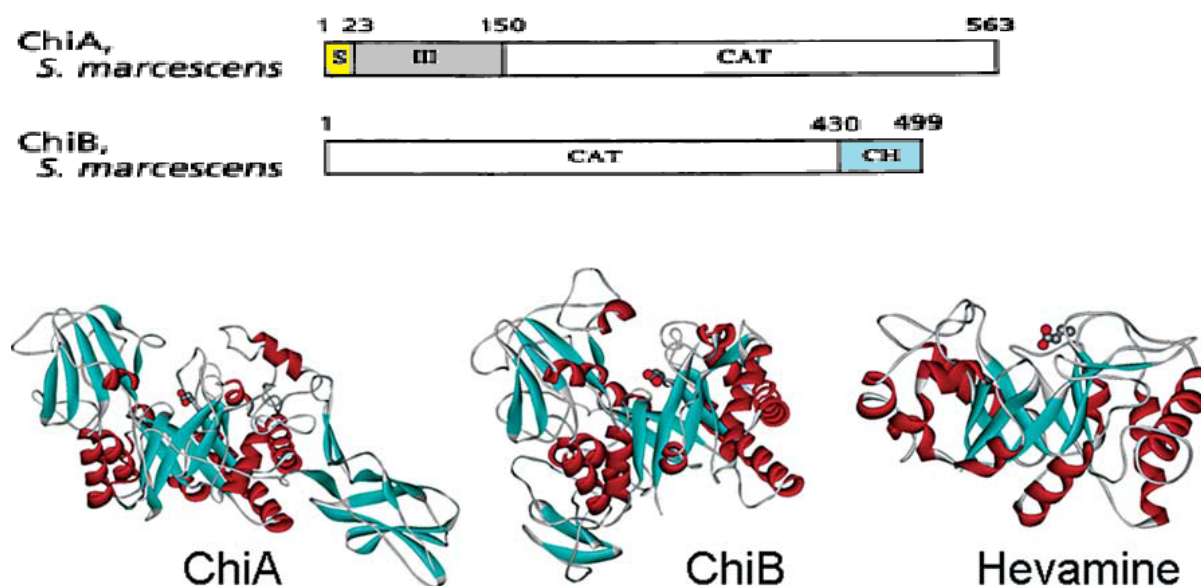 1 23 150 563
ChiA,
S. marcescens
S III CAT
1 430 499
ChiB,
S. marcescens
CAT CH
ChiA ChiB Hevamine